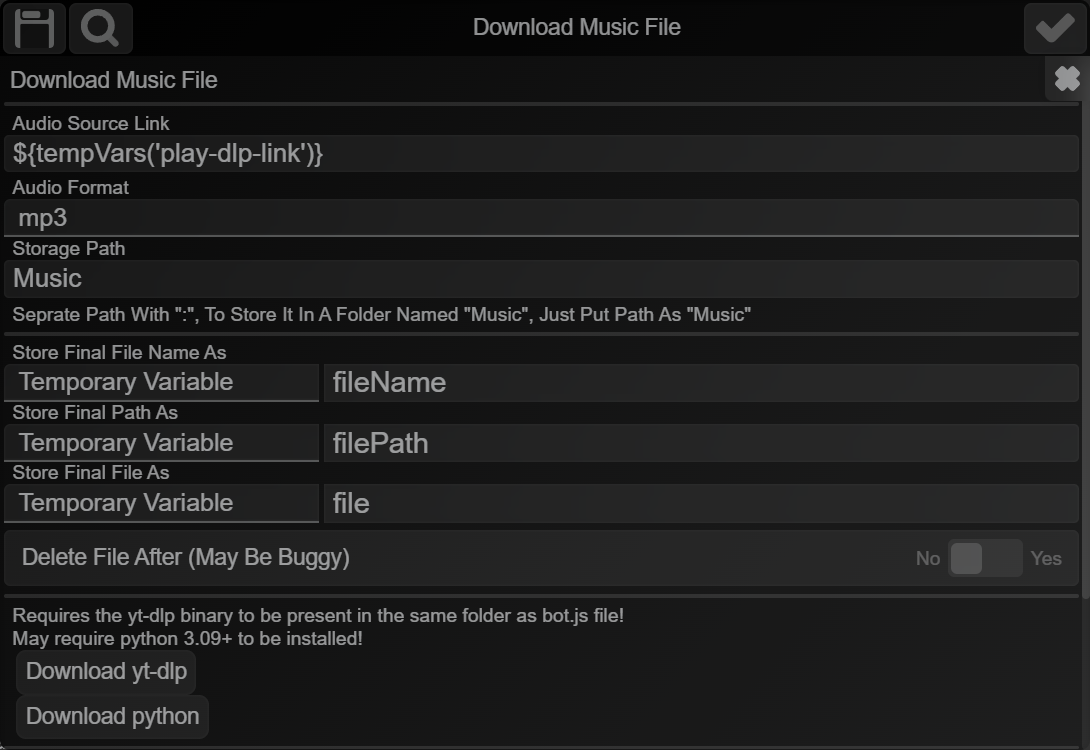 Download Music File
Download Music File
Audio Source Link
${tempVars('play-dlp-link')}
Audio Format
mp3
Storage Path
Music
Seprate Path With ":", To Store It In A Folder Named "Music", Just Put Path As "Music"
Store Final File Name As
Temporary Variable fileName
Store Final Path As
Temporary Variable filePath
Store Final File As
Temporary Variable file
Delete File After (May Be Buggy) No Yes
Requires the yt-dlp binary to be present in the same folder as bot.js file!
May require python 3.09+ to be installed!
Download yt-dlp
Download python